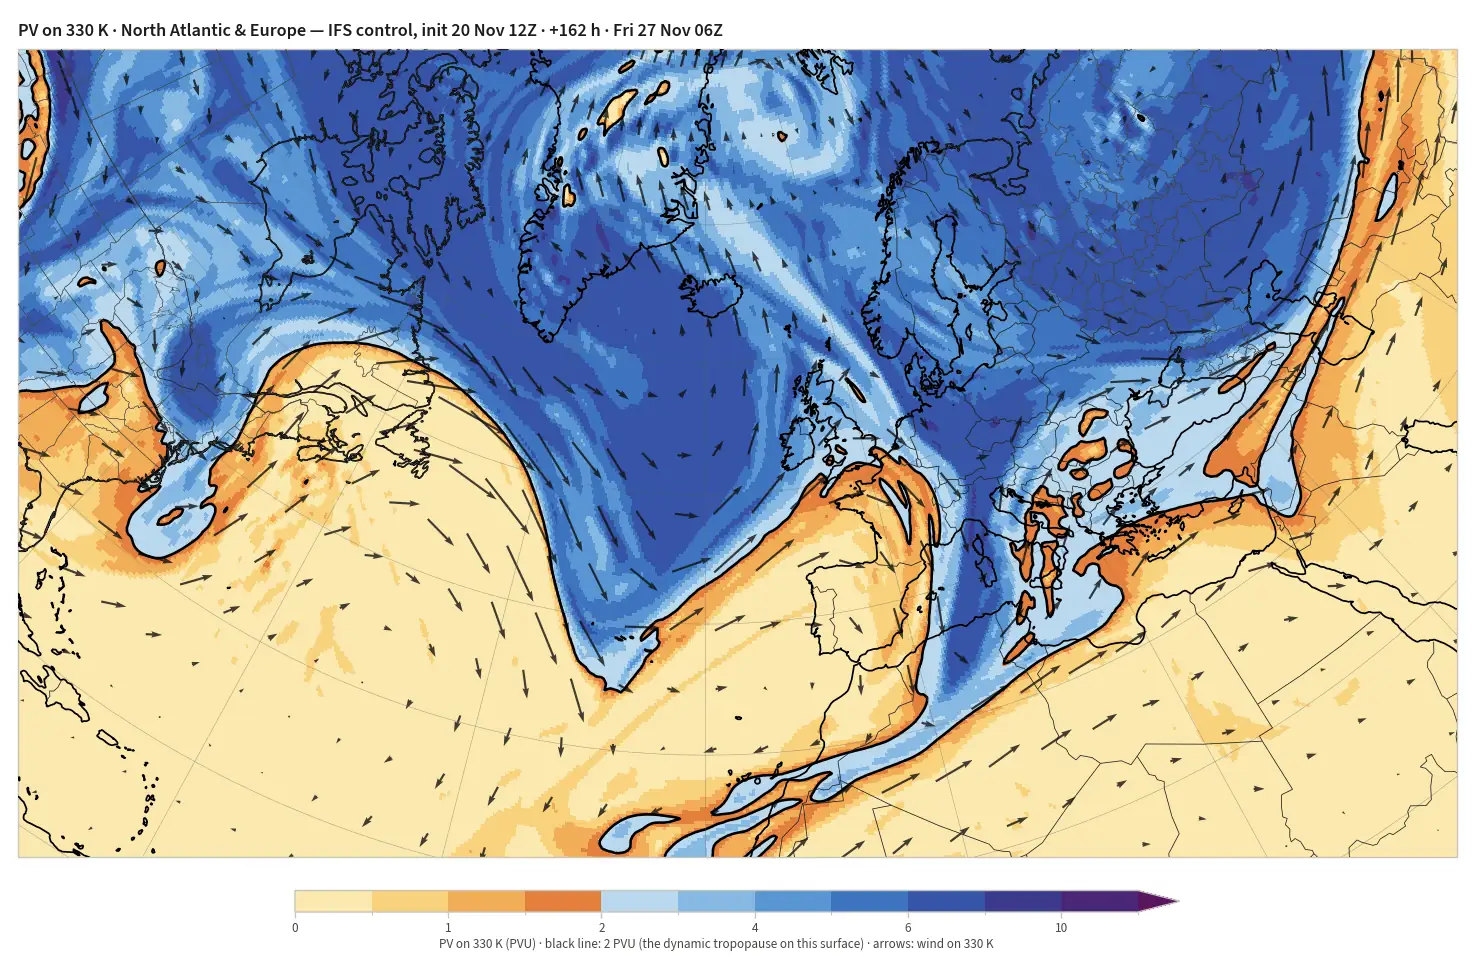 PV on 330 K · North Atlantic & Europe — IFS control, init 20 Nov 12Z · +162 h · Fri 27 Nov 06Z
0 1 2 4 6 10
PV on 330 K (PVU) · black line: 2 PVU (the dynamic tropopause on this surface) · arrows: wind on 330 K